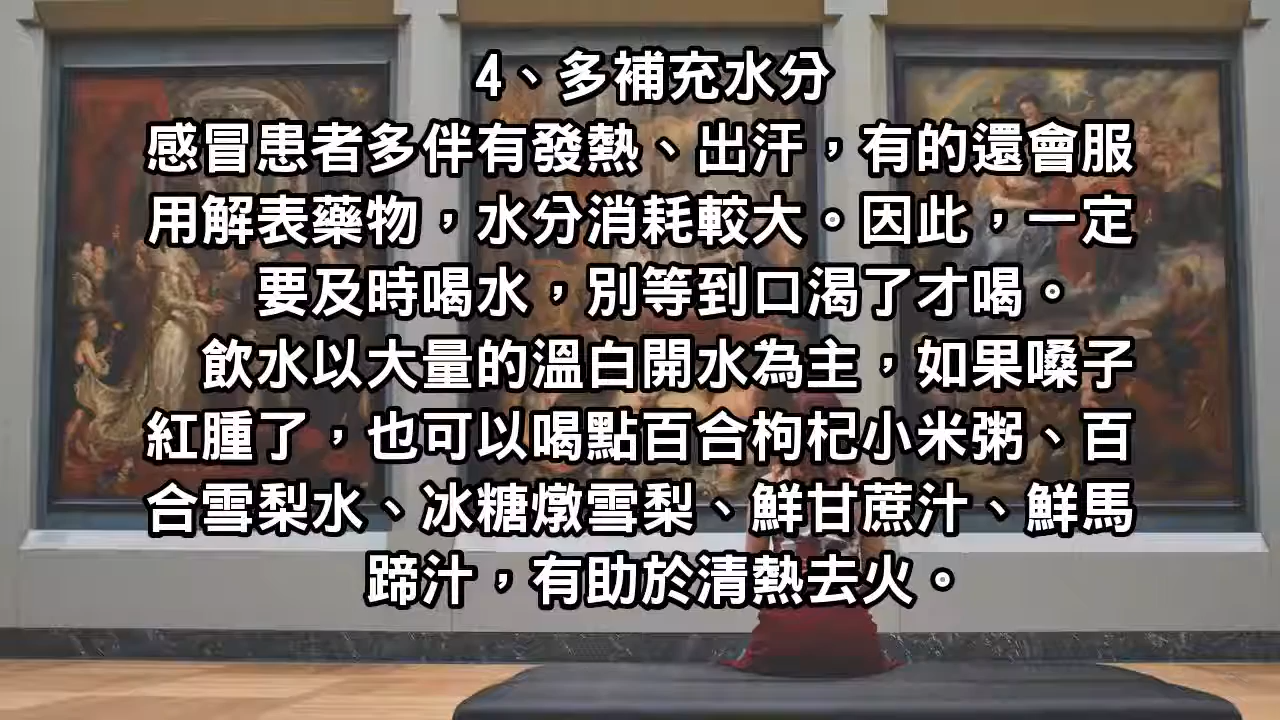 4、多補充水分
感冒患者多伴有發熱、出汗，有的還會服
用解表藥物，水分消耗較大。因此，一定
要及時喝水，別等到口渴了才喝。
飲水以大量的溫白開水為主，如果嗓子
紅腫了，也可以喝點百合枸杞小米粥、百
合雪梨水、冰糖燉雪梨、鮮甘蔗汁、鮮馬
蹄汁，有助於清熱去火。